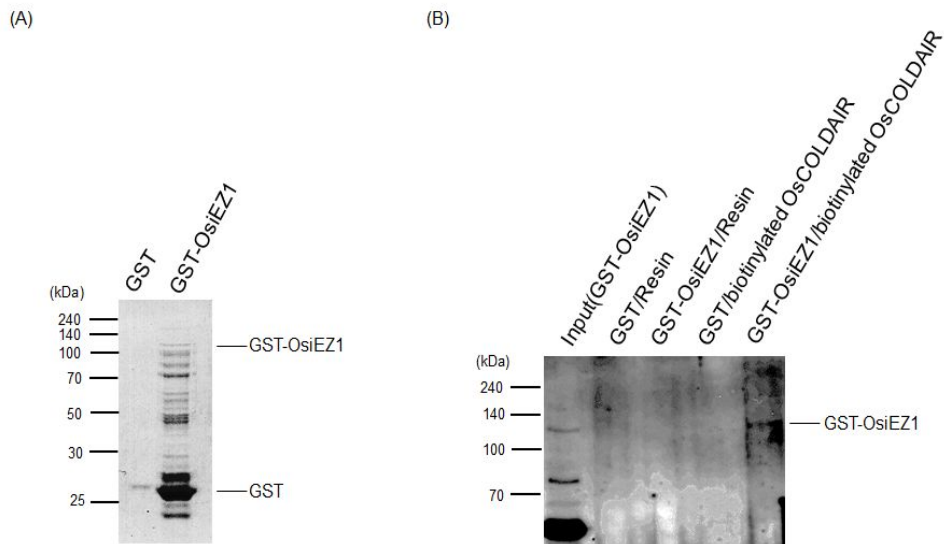 (A)
GST
GST-OsiEZ1
(kDa)
240
140
100
70
50
30
25
GST-OsiEZ1
GST
(B)
Input(GST-OsiEZ1)
GST/Resin
GST-OsiEZ1/Resin
GST/biotinylated OsCOLDAIR
GST-OsiEZ1/biotinylated OsCOLDAIR
(kDa)
240
140
100
70
GST-OsiEZ1